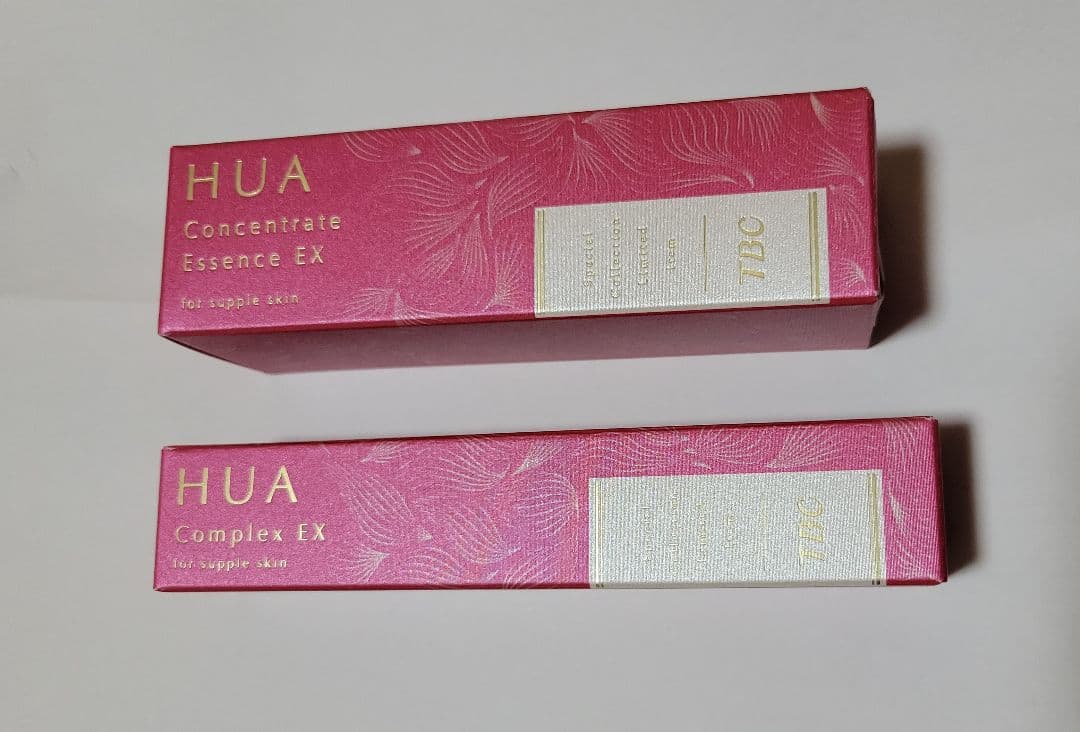 HUA
Concentrate
Essence EX
for supple skin
Special
Collection
Limited
Item
TBC
HUA
Complex EX
for supple skin
TBC